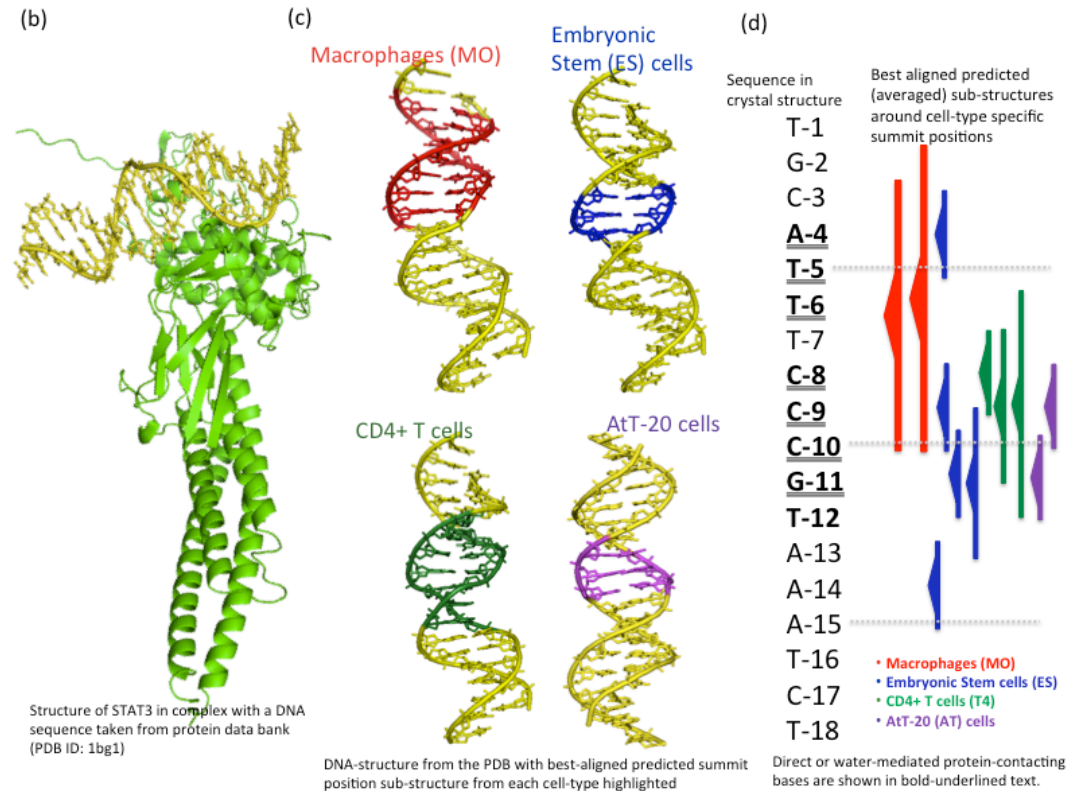 (b)
(c)
(d)
Macrophages (MO)
Embryonic
Stem (ES) cells
CD4+ T cells
AtT-20 cells
Structure of STAT3 in complex with a DNA
sequence taken from protein data bank
(PDB ID: 1bg1)
DNA-structure from the PDB with best-aligned predicted summit
position sub-structure from each cell-type highlighted
Sequence in
crystal structure
Best aligned predicted
(averaged) sub-structures
around cell-type specific
summit positions
T-1
G-2
C-3
A-4
T-5
T-6
T-7
C-8
C-9
C-10
G-11
T-12
A-13
A-14
A-15
T-16
C-17
T-18
• Macrophages (MO)
• Embryonic Stem cells (ES)
• CD4+ T cells (T4)
• AtT-20 (AT) cells
Direct or water-mediated protein-contacting
bases are shown in bold-underlined text.